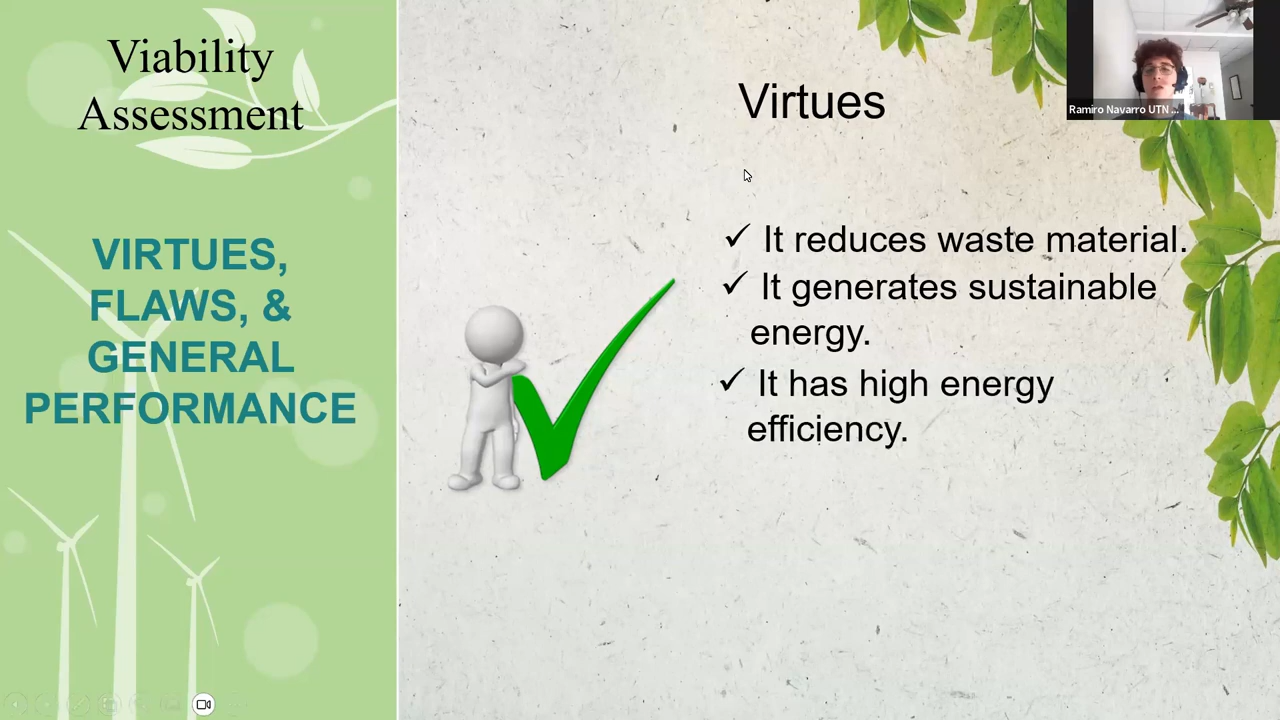 Viability
Assessment
VIRTUES,
FLAWS, &
GENERAL
PERFORMANCE
Virtues
✓ It reduces waste material.
✓ It generates sustainable
energy.
✓ It has high energy
efficiency.
Ramiro Navarro UTN ...